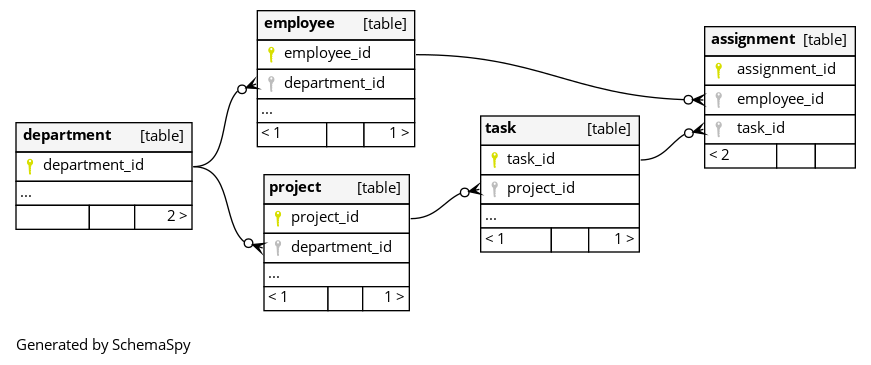 department [table]
department_id
...
2 >
employee [table]
employee_id
department_id
...
< 1 1 >
project [table]
project_id
department_id
...
< 1 1 >
task [table]
task_id
project_id
...
< 1 1 >
assignment [table]
assignment_id
employee_id
task_id
< 2
Generated by SchemaSpy